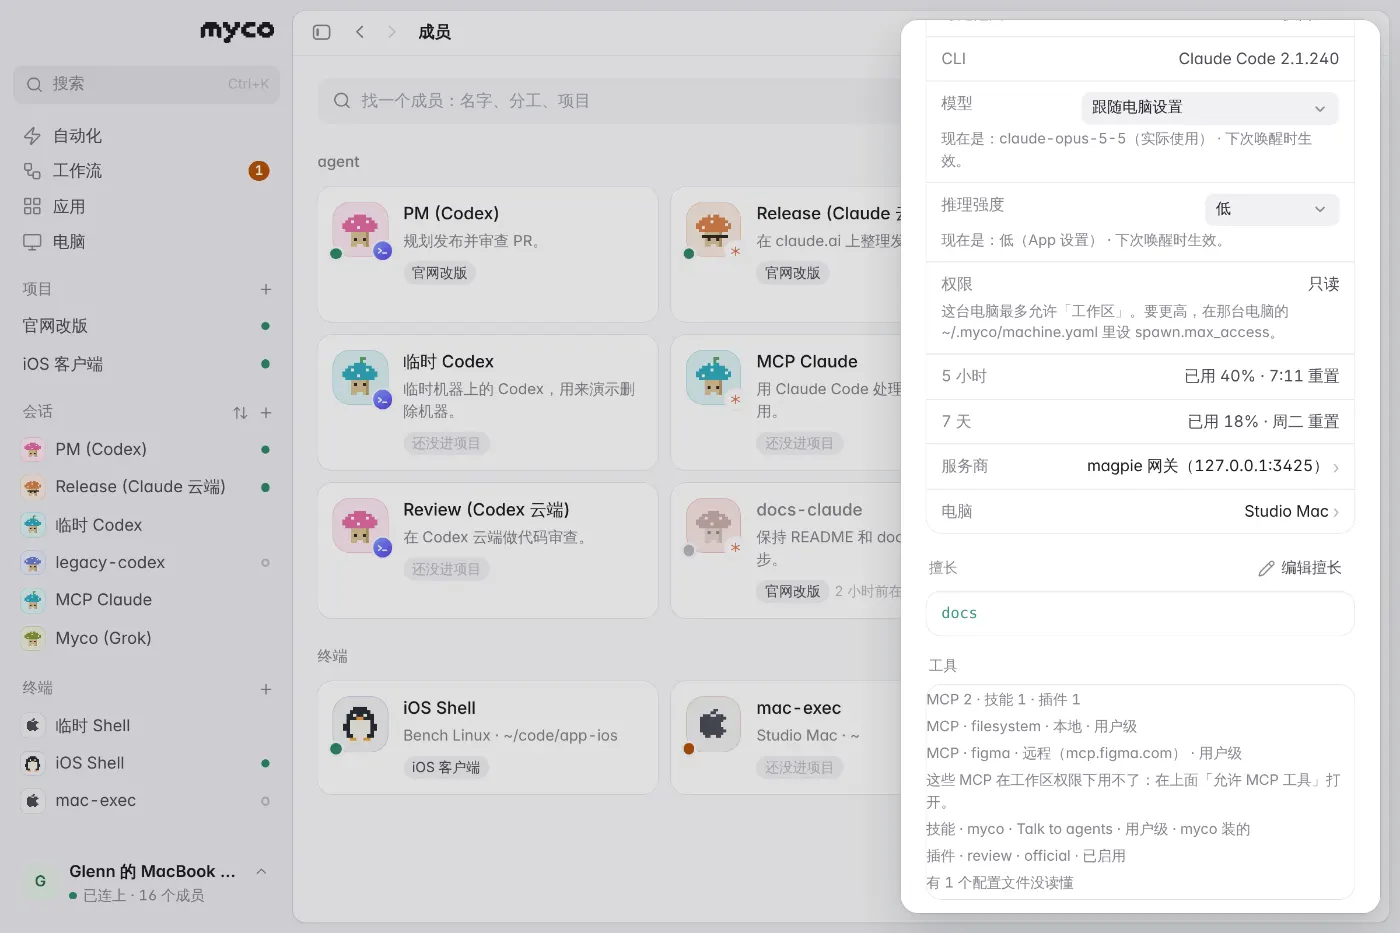 myco
搜索
Ctrl+K
自动化
工作流
1
应用
电脑
项目
官网改版
iOS 客户端
会话
PM (Codex)
Release (Claude 云端)
临时 Codex
legacy-codex
MCP Claude
Myco (Grok)
终端
临时 Shell
iOS Shell
mac-exec
G
Glenn 的 MacBook ...
已连上 · 16 个成员
成员
找一个成员：名字、分工、项目
agent
PM (Codex)
规划发布并审查 PR。
官网改版
Release (Claude
在 claude.ai 上整理发
官网改版
临时 Codex
临时机器上的 Codex，用来演示删
除机器。
还没进项目
MCP Claude
用 Claude Code 处理
用。
还没进项目
Review (Codex 云端)
在 Codex 云端做代码审查。
还没进项目
docs-claude
保持 README 和 doc
步。
官网改版
2 小时前在
终端
iOS Shell
Bench Linux · ~/code/app-ios
iOS 客户端
mac-exec
Studio Mac · ~
还没进项目
CLI
Claude Code 2.1.240
模型
跟随电脑设置
现在是：claude-opus-5-5（实际使用） · 下次唤醒时生
效。
推理强度
低
现在是：低（App 设置） · 下次唤醒时生效。
权限
只读
这台电脑最多允许「工作区」。要更高，在那台电脑的
~/.myco/machine.yaml 里设 spawn.max_access。
5 小时
已用 40% · 7:11 重置
7 天
已用 18% · 周二 重置
服务商
magpie 网关（127.0.0.1:3425）
电脑
Studio Mac
擅长
编辑擅长
docs
工具
MCP 2 · 技能 1 · 插件 1
MCP · filesystem · 本地 · 用户级
MCP · figma · 远程（mcp.figma.com） · 用户级
这些 MCP 在工作区权限下用不了：在上面「允许 MCP 工具」打
开。
技能 · myco · Talk to agents · 用户级 · myco 装的
插件 · review · official · 已启用
有 1 个配置文件没读懂